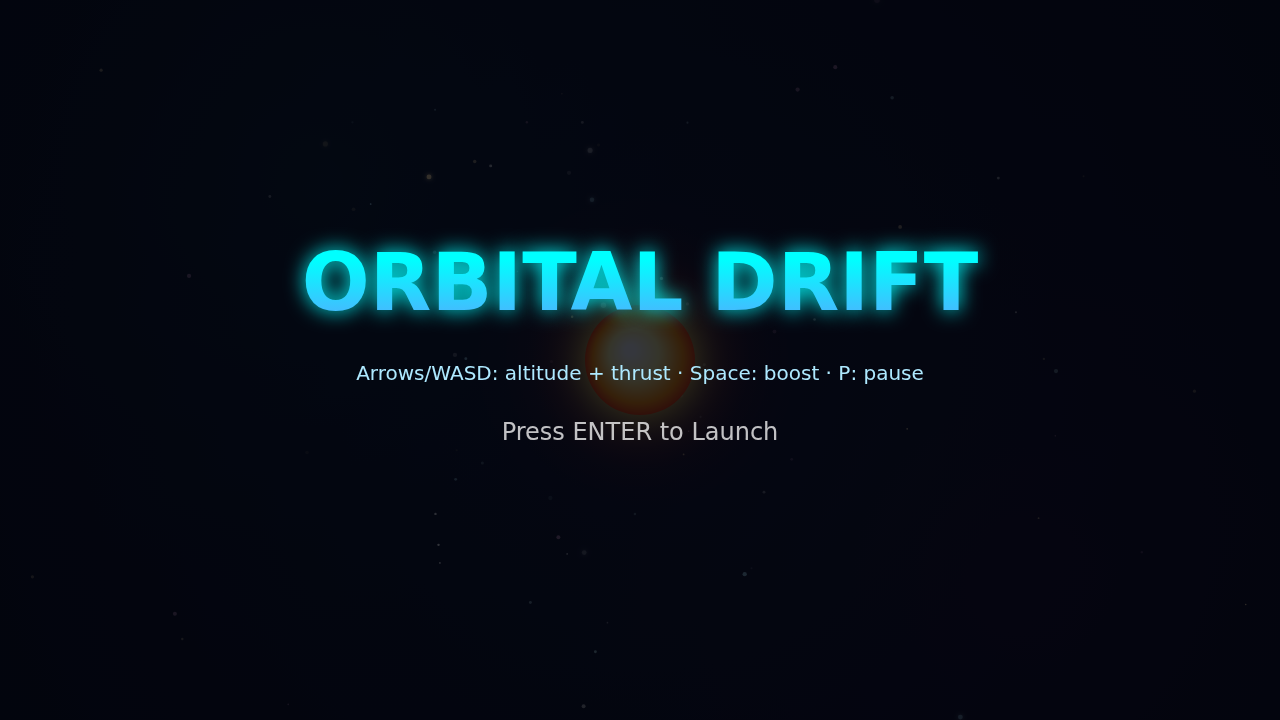 ORBITAL DRIFT
Arrows/WASD: altitude + thrust · Space: boost · P: pause
Press ENTER to Launch